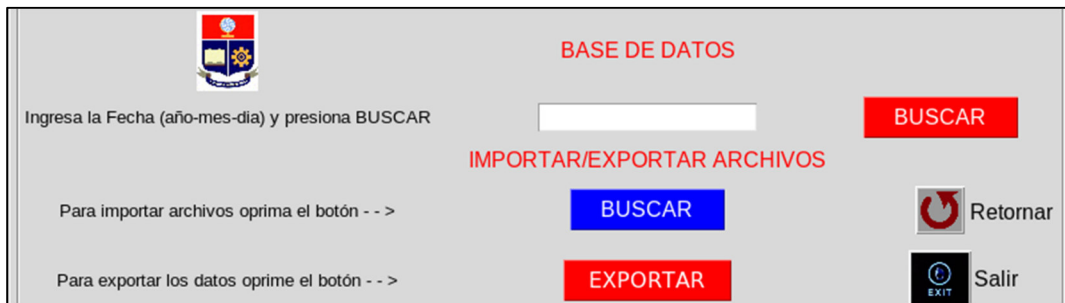 BASE DE DATOS
Ingresa la Fecha (año-mes-dia) y presiona BUSCAR
BUSCAR
IMPORTAR/EXPORTAR ARCHIVOS
Para importar archivos oprima el botón - - >
BUSCAR
Retornar
Para exportar los datos oprime el botón - - >
EXPORTAR
EXIT
Salir